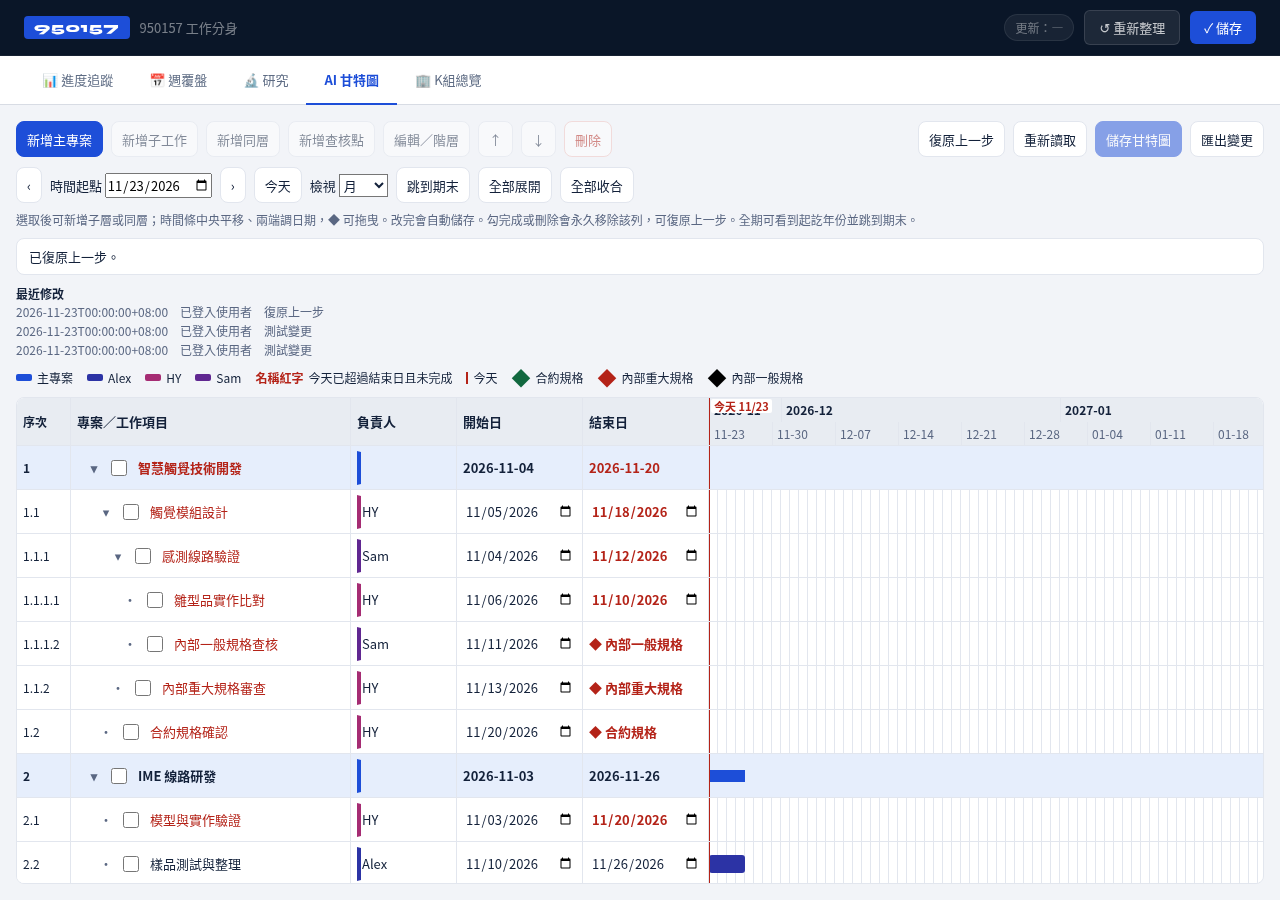 950157 950157 工作分身 更新：— ↺ 重新整理 ✓ 儲存
📊 進度追蹤 📅 週覆盤 🔬 研究 AI 甘特圖 🏢 K組總覽
新增主專案 新增子工作 新增同層 新增查核點 編輯／階層 ↑ ↓ 刪除 復原上一步 重新讀取 儲存甘特圖 匯出變更
‹ 時間起點 11/23/2026 › 今天 檢視 月 跳到期末 全部展開 全部收合
選取後可新增子層或同層；時間條中央平移、兩端調日期，◆ 可拖曳。改完會自動儲存。勾完成或刪除會永久移除該列，可復原上一步。全期可看到起訖年份並跳到期末。
已復原上一步。
最近修改
2026-11-23T00:00:00+08:00 已登入使用者 復原上一步
2026-11-23T00:00:00+08:00 已登入使用者 測試變更
2026-11-23T00:00:00+08:00 已登入使用者 測試變更
主專案 Alex HY Sam 名稱紅字 今天已超過結束日且未完成 今天 合約規格 內部重大規格 內部一般規格
序次 專案／工作項目 負責人 開始日 結束日 今天 11/23 2026-12 2027-01
11-23 11-30 12-07 12-14 12-21 12-28 01-04 01-11 01-18
1 ▾ 智慧觸覺技術開發 2026-11-04 2026-11-20
1.1 ▾ 觸覺模組設計 HY 11/05/2026 11/18/2026
1.1.1 ▾ 感測線路驗證 Sam 11/04/2026 11/12/2026
1.1.1.1 • 雛型品實作比對 HY 11/06/2026 11/10/2026
1.1.1.2 • 內部一般規格查核 Sam 11/11/2026 ◆ 內部一般規格
1.1.2 • 內部重大規格審查 HY 11/13/2026 ◆ 內部重大規格
1.2 • 合約規格確認 HY 11/20/2026 ◆ 合約規格
2 ▾ IME 線路研發 2026-11-03 2026-11-26
2.1 • 模型與實作驗證 HY 11/03/2026 11/20/2026
2.2 • 樣品測試與整理 Alex 11/10/2026 11/26/2026